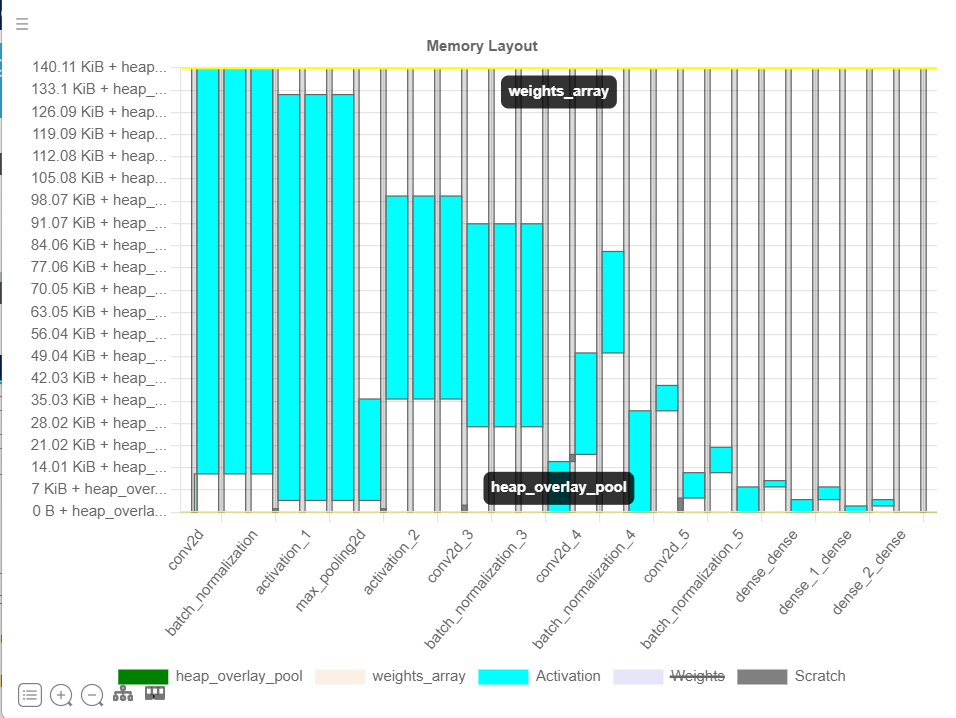 Memory Layout
140.11 KiB + heap...
133.1 KiB + heap_...
126.09 KiB + heap...
119.09 KiB + heap...
112.08 KiB + heap...
105.08 KiB + heap...
98.07 KiB + heap_...
91.07 KiB + heap_...
84.06 KiB + heap_...
77.06 KiB + heap_...
70.05 KiB + heap_...
63.05 KiB + heap_...
56.04 KiB + heap_...
49.04 KiB + heap_...
42.03 KiB + heap_...
35.03 KiB + heap_...
28.02 KiB + heap_...
21.02 KiB + heap_...
14.01 KiB + heap_...
7 KiB + heap_over...
0 B + heap_overla...
weights_array
heap_overlay_pool
conv2d
batch_normalization
activation_1
max_pooling2d
activation_2
conv2d_3
batch_normalization_3
conv2d_4
batch_normalization_4
conv2d_5
batch_normalization_5
dense_dense
dense_1_dense
dense_2_dense
heap_overlay_pool
weights_array
Activation
Weights
Scratch